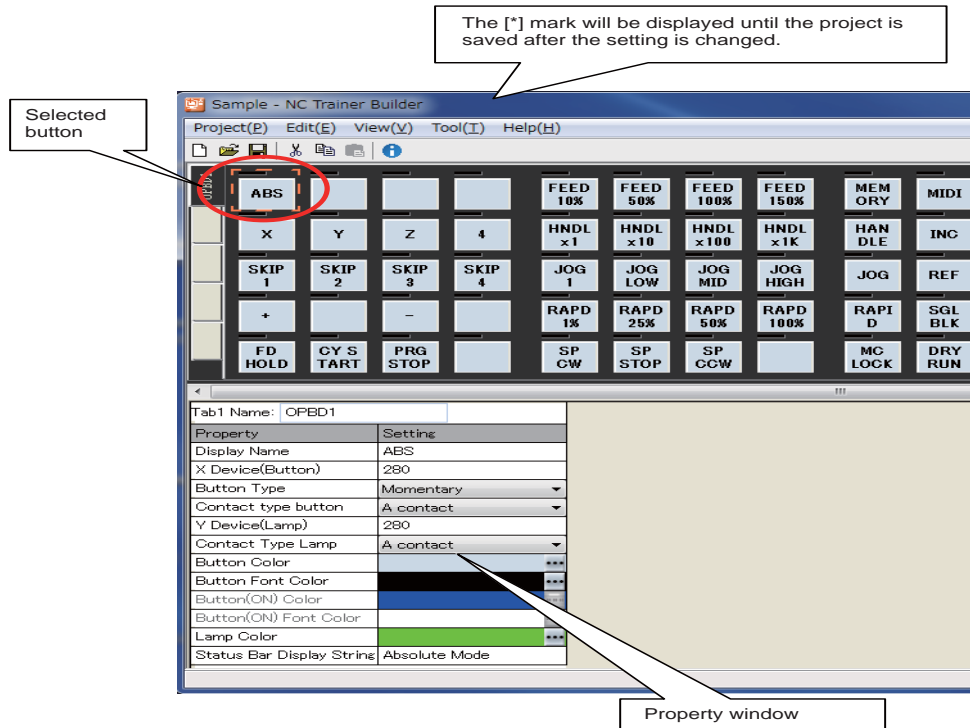 The [*] mark will be displayed until the project is
saved after the setting is changed.
Selected
button
Sample - NC Trainer Builder
Project(P) Edit(E) View(V) Tool(T) Help(H)
OPBD1
ABS
FEED
10%
FEED
50%
FEED
100%
FEED
150%
MEM
ORY
MIDI
X
Y
Z
4
HNDL
x1
HNDL
x10
HNDL
x100
HNDL
x1K
HAN
DLE
INC
SKIP
1
SKIP
2
SKIP
3
SKIP
4
JOG
1
JOG
LOW
JOG
MID
JOG
HIGH
JOG
REF
+
−
RAPD
1%
RAPD
25%
RAPD
50%
RAPD
100%
RAPI
D
SGL
BLK
FD
HOLD
CY S
TART
PRG
STOP
SP
CW
SP
STOP
SP
CCW
MC
LOCK
DRY
RUN
Tab1 Name: OPBD1
Property Setting
Display Name ABS
X Device(Button) 280
Button Type Momentary
Contact type button A contact
Y Device(Lamp) 280
Contact Type Lamp A contact
Button Color
Button Font Color
Button(ON) Color
Button(ON) Font Color
Lamp Color
Status Bar Display String Absolute Mode
Property window